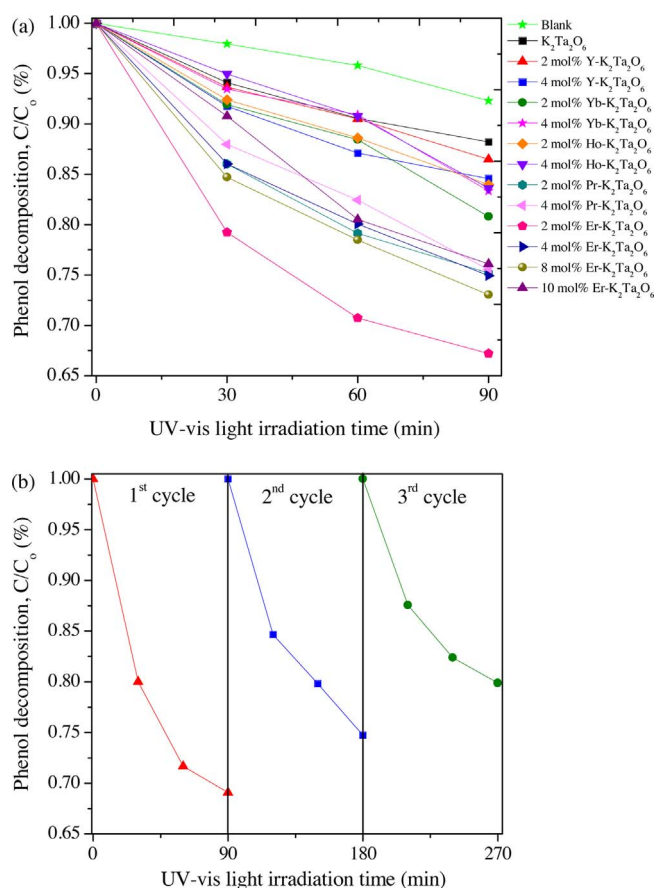 (a)
Phenol decomposition, C/C₀ (%)
1.00
0.95
0.90
0.85
0.80
0.75
0.70
0.65
0
30
60
90
UV-vis light irradiation time (min)
Blank
K₂Ta₂O₆
2 mol% Y-K₂Ta₂O₆
4 mol% Y-K₂Ta₂O₆
2 mol% Yb-K₂Ta₂O₆
4 mol% Yb-K₂Ta₂O₆
2 mol% Ho-K₂Ta₂O₆
4 mol% Ho-K₂Ta₂O₆
2 mol% Pr-K₂Ta₂O₆
4 mol% Pr-K₂Ta₂O₆
2 mol% Er-K₂Ta₂O₆
4 mol% Er-K₂Ta₂O₆
8 mol% Er-K₂Ta₂O₆
10 mol% Er-K₂Ta₂O₆
(b)
Phenol decomposition, C/C₀ (%)
1.00
0.95
0.90
0.85
0.80
0.75
0.70
0.65
1ˢᵗ cycle
2ⁿᵈ cycle
3ʳᵈ cycle
0
90
180
270
UV-vis light irradiation time (min)